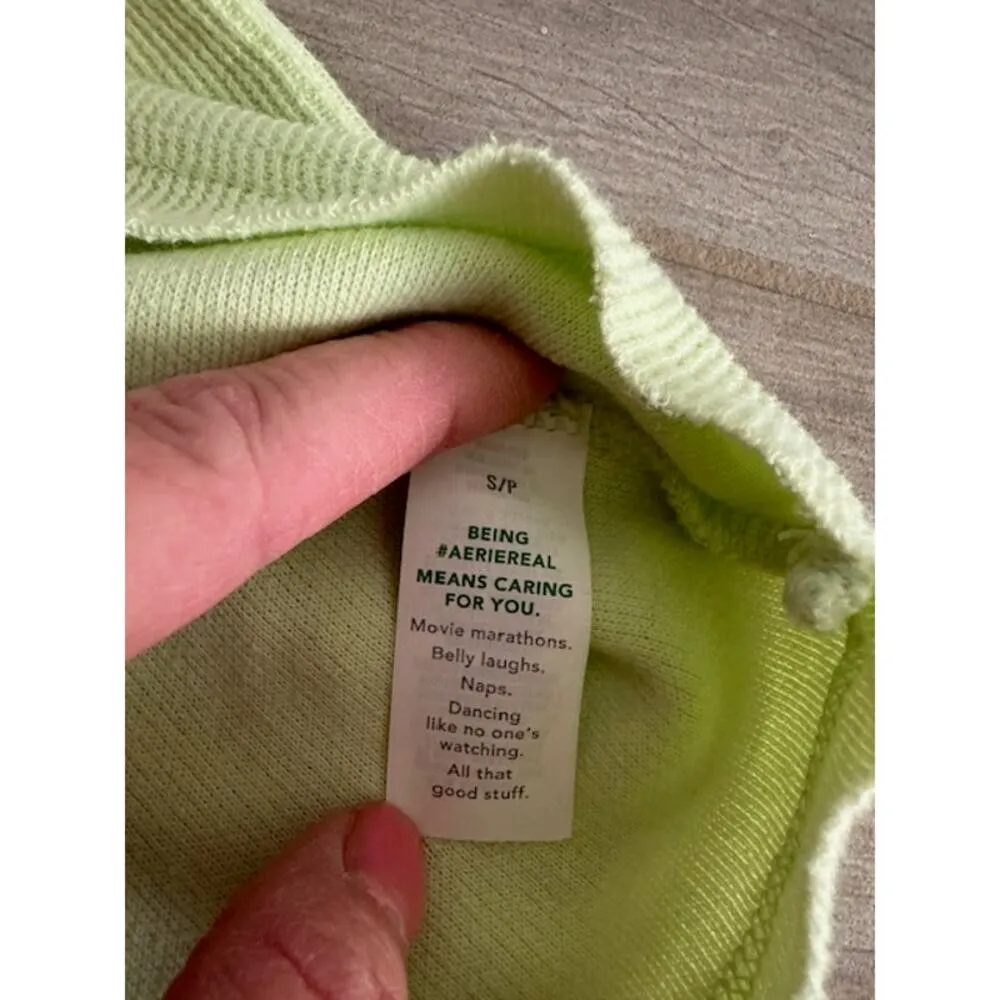 S/P
BEING
#AERIEREAL
MEANS CARING
FOR YOU.
Movie marathons.
Belly laughs.
Naps.
Dancing
like no one's
watching.
All that
good stuff.